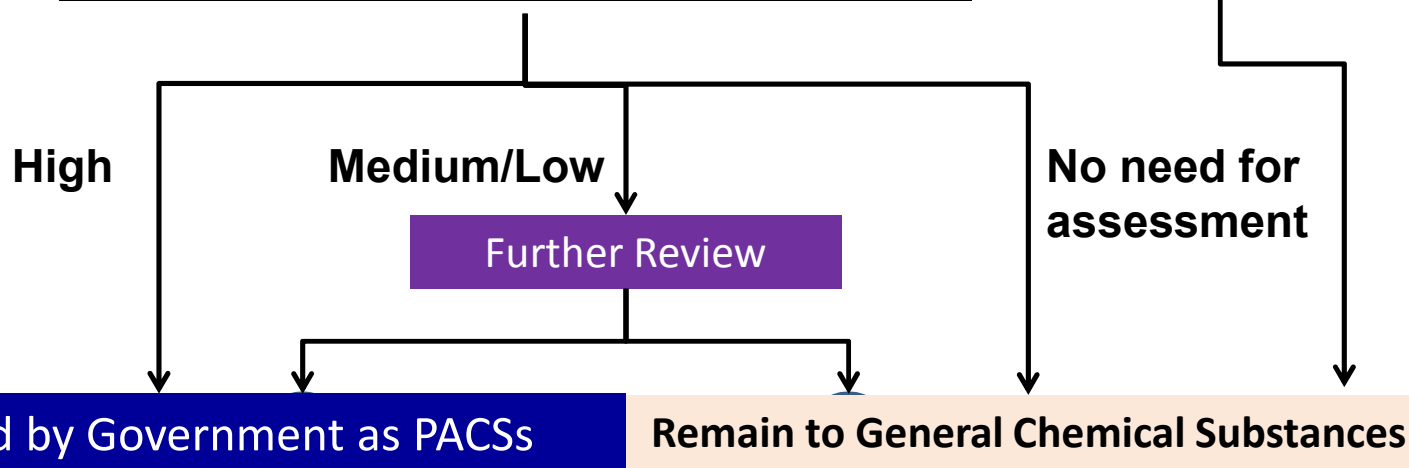 High
Medium/Low
No need for
assessment
Further Review
by Government as PACSs
Remain to General Chemical Substances